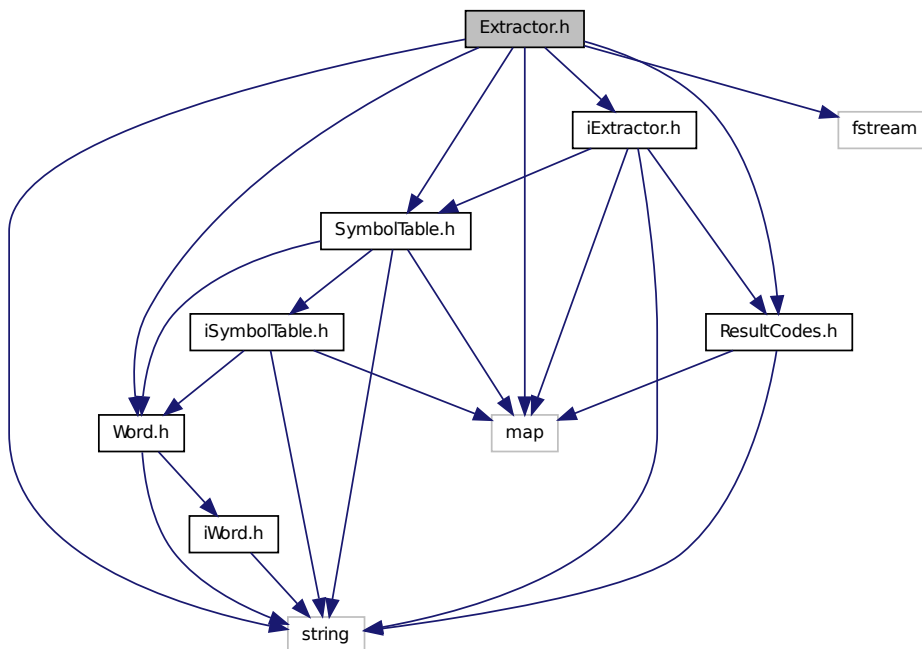 Extractor.h
iExtractor.h
fstream
SymbolTable.h
iSymbolTable.h
ResultCodes.h
Word.h
map
iWord.h
string